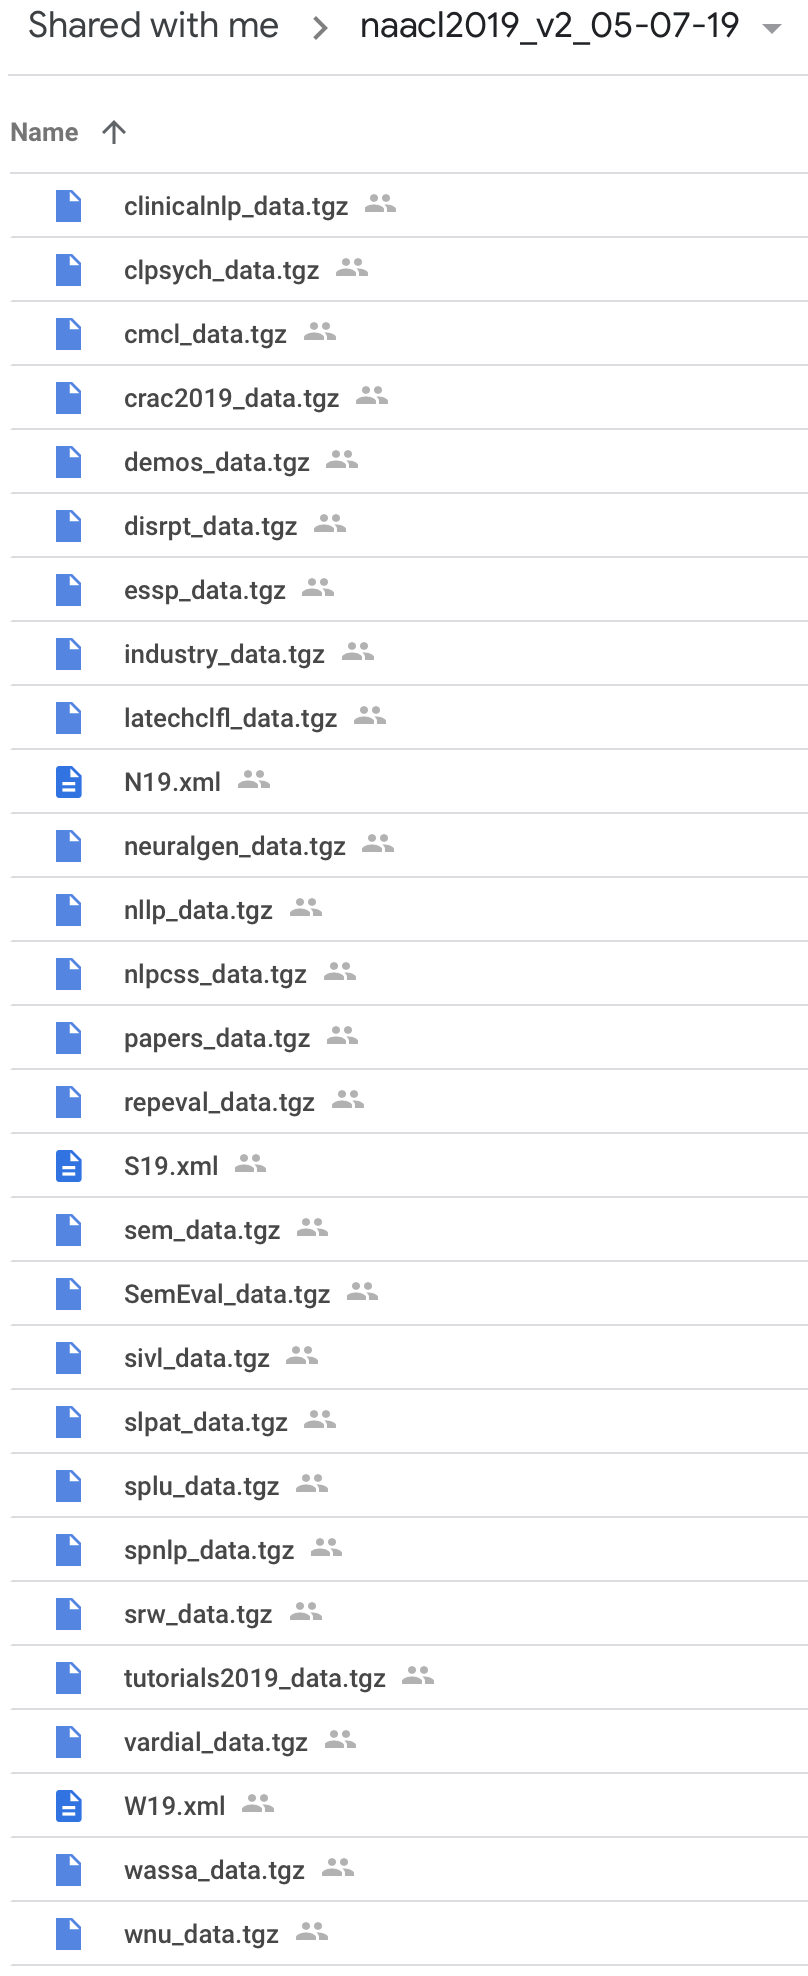 Shared with me > naacl2019_v2_05-07-19
Name
clinicalnlp_data.tgz
clpsych_data.tgz
cmcl_data.tgz
crac2019_data.tgz
demos_data.tgz
disrpt_data.tgz
essp_data.tgz
industry_data.tgz
latechclfl_data.tgz
N19.xml
neuralgen_data.tgz
nllp_data.tgz
nlpcss_data.tgz
papers_data.tgz
repeval_data.tgz
S19.xml
sem_data.tgz
SemEval_data.tgz
sivl_data.tgz
slpat_data.tgz
splu_data.tgz
spnlp_data.tgz
srw_data.tgz
tutorials2019_data.tgz
vardial_data.tgz
W19.xml
wassa_data.tgz
wnu_data.tgz